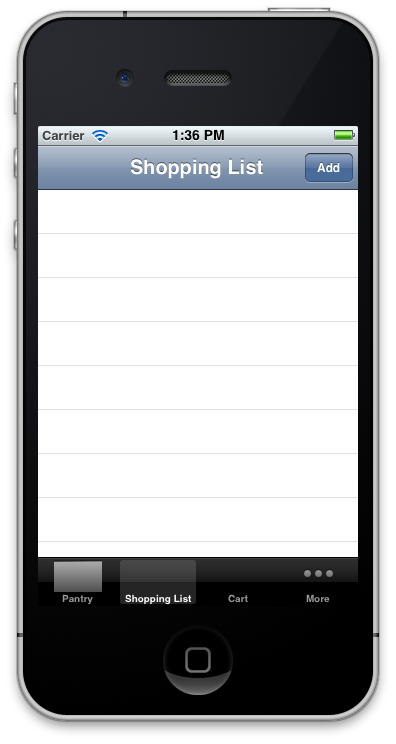 Carrier 1:36 PM
Shopping List Add
Pantry Shopping List Cart More